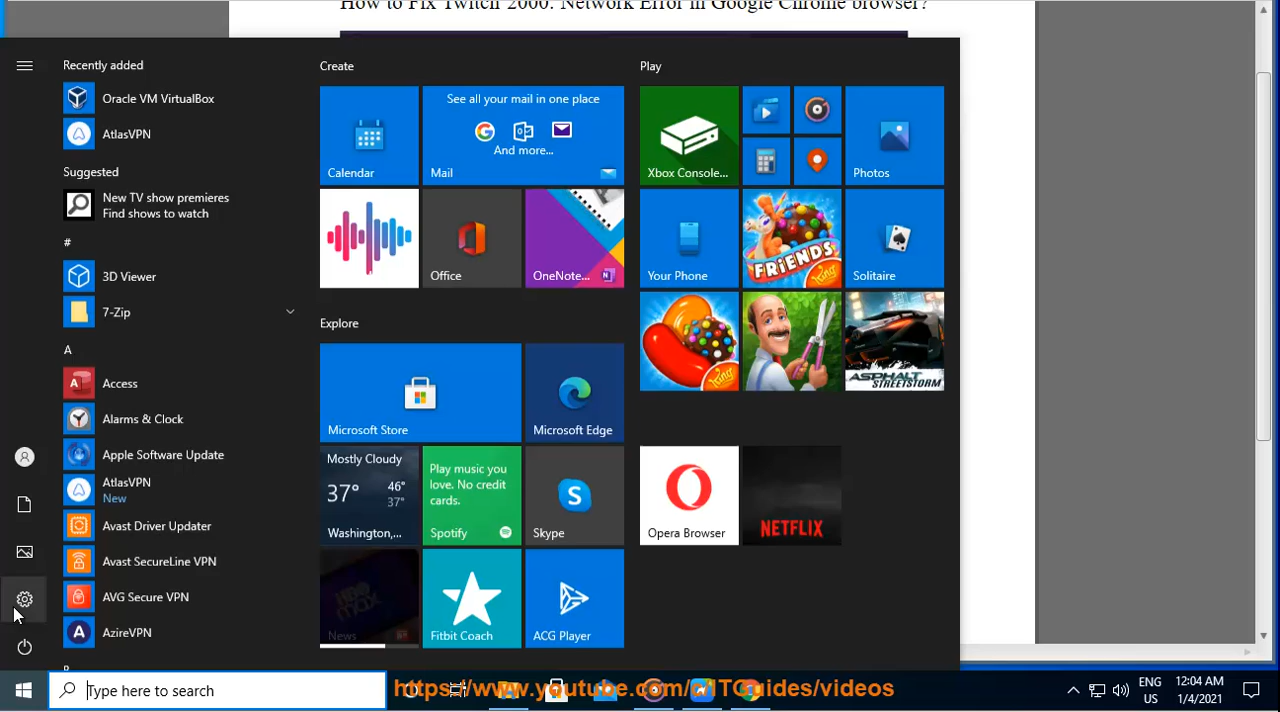 How to Fix Twitch 2000: Network Error in Google Chrome browser?
Recently added
Oracle VM VirtualBox
AtlasVPN
Suggested
New TV show premieres
Find shows to watch
#
3D Viewer
7-Zip
A
Access
Alarms & Clock
Apple Software Update
AtlasVPN
New
Avast Driver Updater
Avast SecureLine VPN
AVG Secure VPN
AzireVPN
Create
Calendar
See all your mail in one place
And more...
Mail
Office
OneNote...
Explore
Microsoft Store
Microsoft Edge
Mostly Cloudy
37° 46°
37°
Washington,...
Play music you
love. No credit
cards.
Spotify
Skype
HBO
max
News
Fitbit Coach
ACG Player
Play
Xbox Console...
Photos
Your Phone
FRIENDS
King
Solitaire
King
ASPHALT
STREETSTORM
Opera Browser
NETFLIX
Type here to search
https://www.youtube.com/c/ITGuides/videos
ENG
US
12:04 AM
1/4/2021